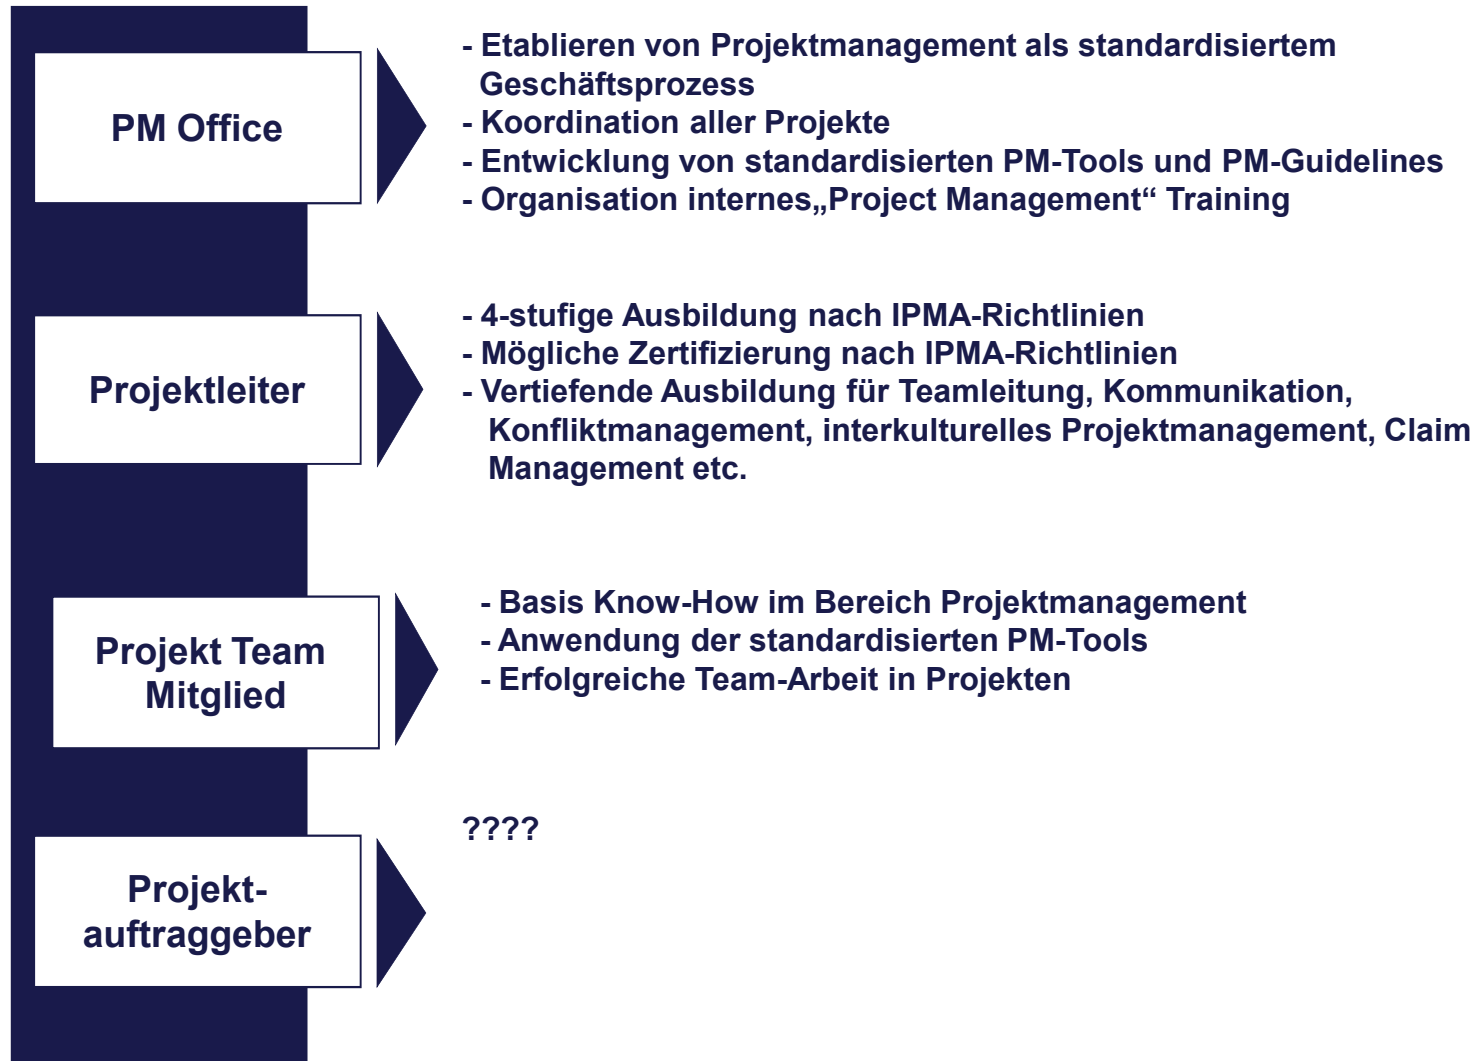 PM Office
- Etablieren von Projektmanagement als standardisiertem
Geschäftsprozess
- Koordination aller Projekte
- Entwicklung von standardisierten PM-Tools und PM-Guidelines
- Organisation internes„Project Management“ Training
Projektleiter
- 4-stufige Ausbildung nach IPMA-Richtlinien
- Mögliche Zertifizierung nach IPMA-Richtlinien
- Vertiefende Ausbildung für Teamleitung, Kommunikation,
Konfliktmanagement, interkulturelles Projektmanagement, Claim
Management etc.
Projekt Team
Mitglied
- Basis Know-How im Bereich Projektmanagement
- Anwendung der standardisierten PM-Tools
- Erfolgreiche Team-Arbeit in Projekten
Projekt-
auftraggeber
????